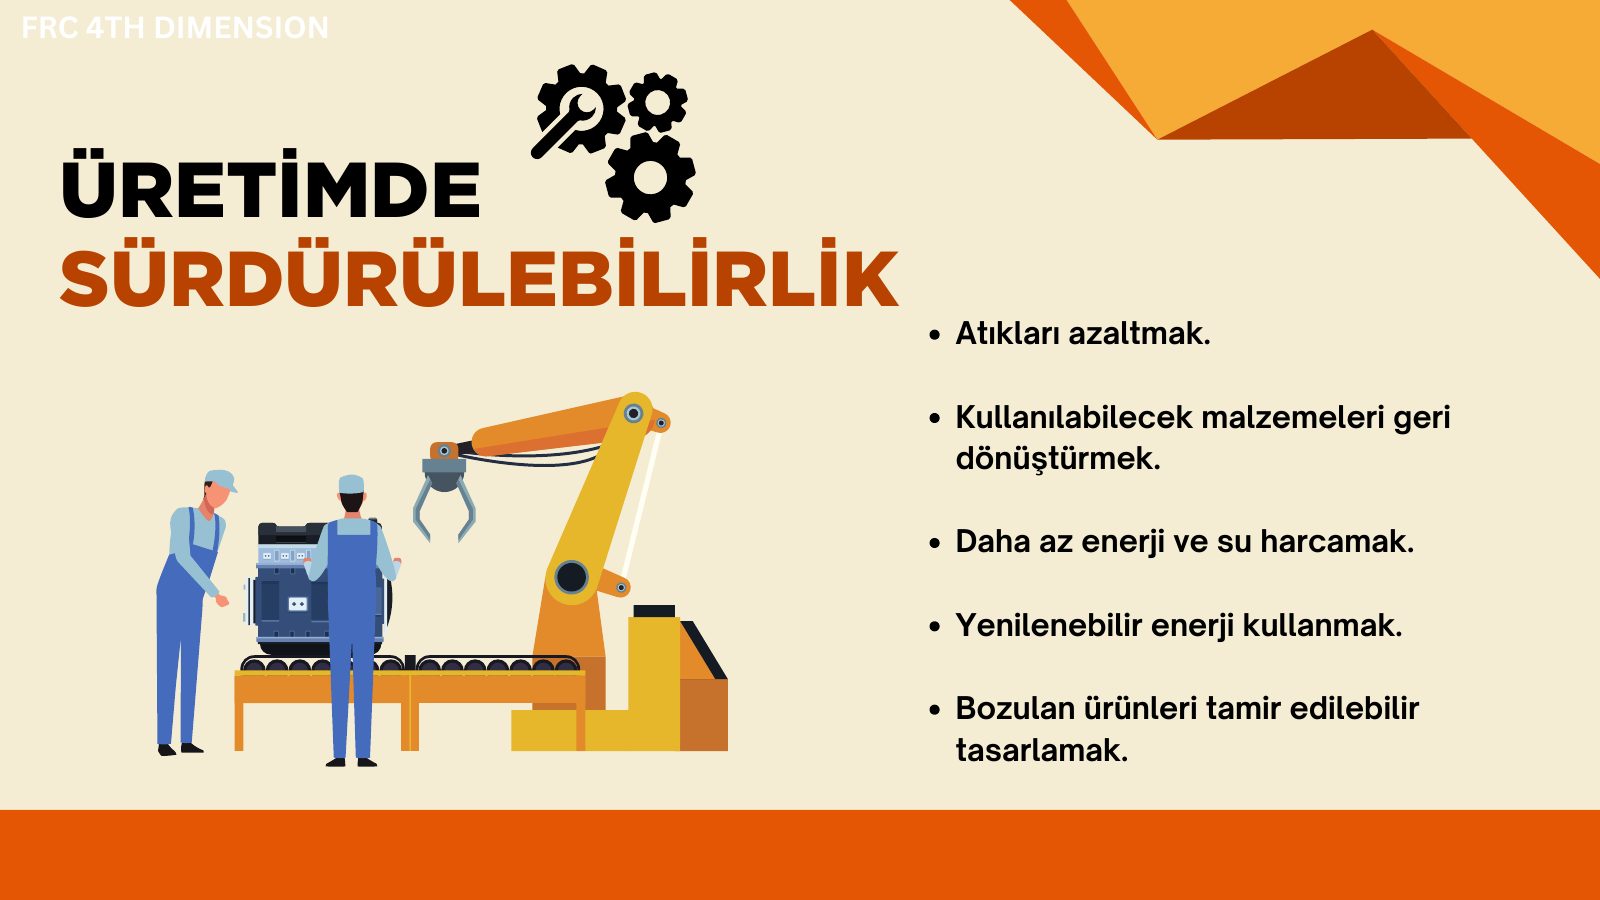 FRC 4TH DIMENSION
ÜRETİMDE
SÜRDÜRÜLEBİLİRLİK
• Atıkları azaltmak.
• Kullanılabilecek malzemeleri geri
dönüştürmek.
• Daha az enerji ve su harcamak.
• Yenilenebilir enerji kullanmak.
• Bozulan ürünleri tamir edilebilir
tasarlamak.